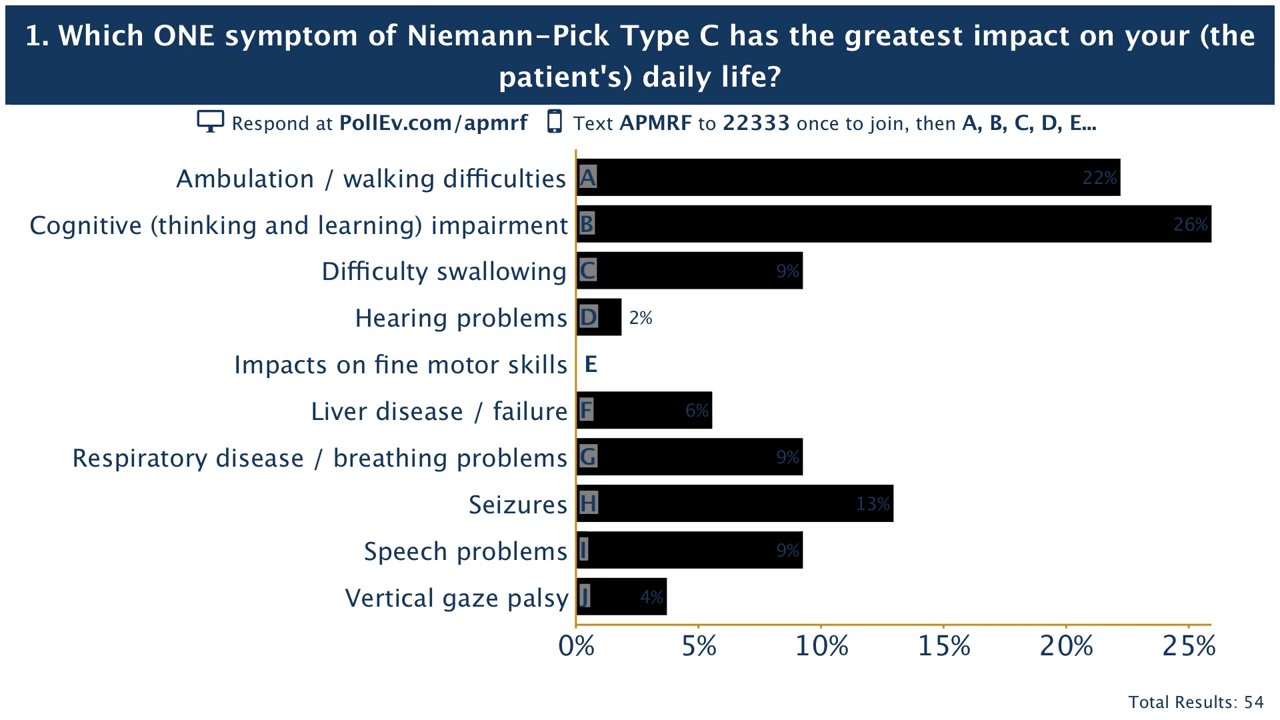 1. Which ONE symptom of Niemann-Pick Type C has the greatest impact on your (the
patient's) daily life?
Respond at PollEv.com/apmrf Text APMRF to 22333 once to join, then A, B, C, D, E...
Ambulation / walking difficulties A 22%
Cognitive (thinking and learning) impairment B 26%
Difficulty swallowing C 9%
Hearing problems D 2%
Impacts on fine motor skills E
Liver disease / failure F 6%
Respiratory disease / breathing problems G 9%
Seizures H 13%
Speech problems I 9%
Vertical gaze palsy J 4%
0% 5% 10% 15% 20% 25%
Total Results: 54